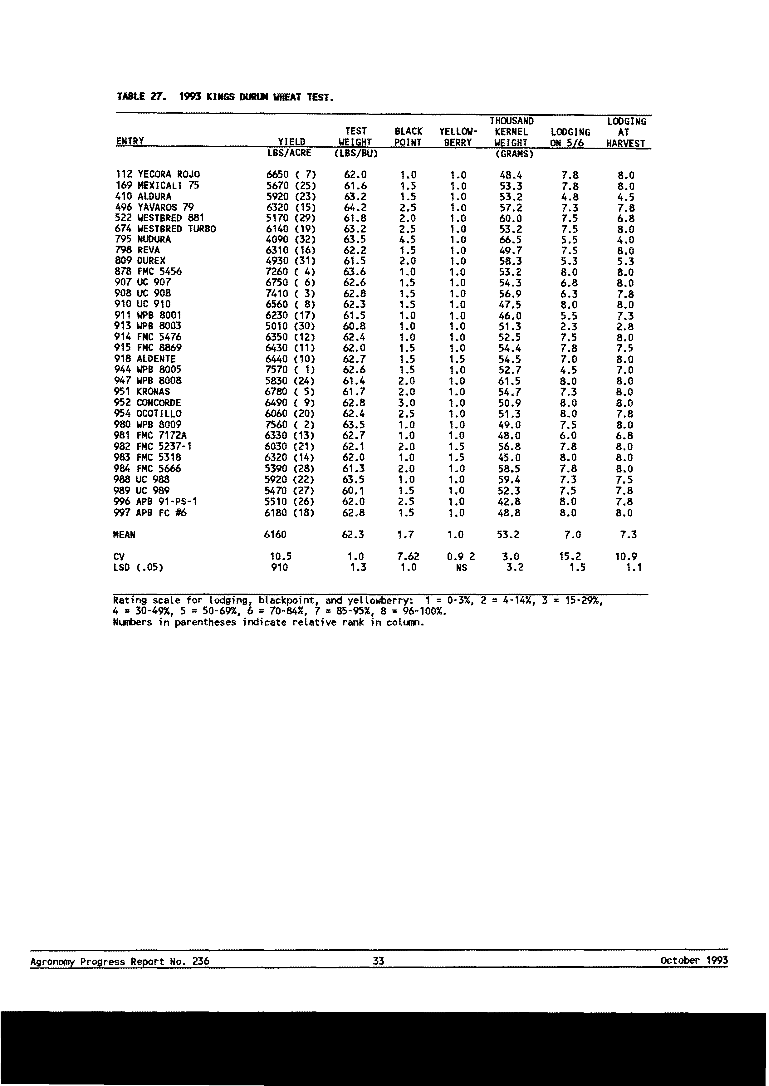 TABLE 27. 1993 KINGS DURUM WHEAT TEST.
THOUSAND LODGING
TEST BLACK YELLOW- KERNEL LODGING AT
ENTRY YIELD WEIGHT POINT BERRY WEIGHT ON 5/6 HARVEST
LBS/ACRE (LBS/BU) (GRAMS)
112 YECORA ROJO 6650 ( 7) 62.0 1.0 1.0 48.4 7.8 8.0
169 MEXICALI 75 5670 (25) 61.6 1.5 1.0 53.3 7.8 8.0
410 ALDURA 5920 (23) 63.2 1.5 1.0 53.2 4.8 4.5
496 YAVAROS 79 6320 (15) 64.2 2.5 1.0 57.2 7.3 7.8
522 WESTBRED 881 5170 (29) 61.8 2.0 1.0 60.0 7.5 6.8
674 WESTBRED TURBO 6140 (19) 63.2 2.5 1.0 53.2 7.5 8.0
795 NUDURA 4090 (32) 63.5 4.5 1.0 66.5 5.5 4.0
798 REVA 6310 (16) 62.2 1.5 1.0 49.7 7.5 8.0
809 DUREX 4930 (31) 61.5 2.0 1.0 58.3 5.3 5.3
878 FMC 5456 7260 ( 4) 63.6 1.0 1.0 53.2 8.0 8.0
907 UC 907 6750 ( 6) 62.6 1.5 1.0 54.3 6.8 8.0
908 UC 908 7410 ( 3) 62.8 1.5 1.0 56.9 6.3 7.8
910 UC 910 6560 ( 8) 62.3 1.5 1.0 47.5 8.0 8.0
911 WPB 8001 6230 (17) 61.5 1.0 1.0 46.0 5.5 7.3
913 WPB 8003 5010 (30) 60.8 1.0 1.0 51.3 2.3 2.8
914 FMC 5476 6350 (12) 62.4 1.0 1.0 52.5 7.5 8.0
915 FMC 8869 6430 (11) 62.0 1.5 1.0 54.4 7.8 7.5
918 ALDENTE 6440 (10) 62.7 1.5 1.5 54.5 7.0 8.0
944 WPB 8005 7570 ( 1) 62.6 1.5 1.0 52.7 4.5 7.0
947 WPB 8008 5830 (24) 61.4 2.0 1.0 61.5 8.0 8.0
951 KRONAS 6780 ( 5) 61.7 2.0 1.0 54.7 7.3 8.0
952 CONCORDE 6490 ( 9) 62.8 3.0 1.0 50.9 8.0 8.0
954 OCOTILLO 6060 (20) 62.4 2.5 1.0 51.3 8.0 7.8
980 WPB 8009 7560 ( 2) 63.5 1.0 1.0 49.0 7.5 8.0
981 FMC 7172A 6330 (13) 62.7 1.0 1.0 48.0 6.0 6.8
982 FMC 5237-1 6030 (21) 62.1 2.0 1.5 56.8 7.8 8.0
983 FMC 5318 6320 (14) 62.0 1.0 1.5 45.0 8.0 8.0
984 FMC 5666 5390 (28) 61.3 2.0 1.0 58.5 7.8 8.0
988 UC 988 5920 (22) 63.5 1.0 1.0 59.4 7.3 7.5
989 UC 989 5470 (27) 60.1 1.5 1.0 52.3 7.5 7.8
996 APB 91-PS-1 5510 (26) 62.0 2.5 1.0 42.8 8.0 7.8
997 APB FC #6 6180 (18) 62.8 1.5 1.0 48.8 8.0 8.0
MEAN 6160 62.3 1.7 1.0 53.2 7.0 7.3
CV 10.5 1.0 7.62 0.9 2 3.0 15.2 10.9
LSD (.05) 910 1.3 1.0 NS 3.2 1.5 1.1
Rating scale for lodging, blackpoint, and yellowberry: 1 = 0-3%, 2 = 4-14%, 3 = 15-29%,
4 = 30-49%, 5 = 50-69%, 6 = 70-84%, 7 = 85-95%, 8 = 96-100%.
Numbers in parentheses indicate relative rank in column.
Agronomy Progress Report No. 236 33 October 1993